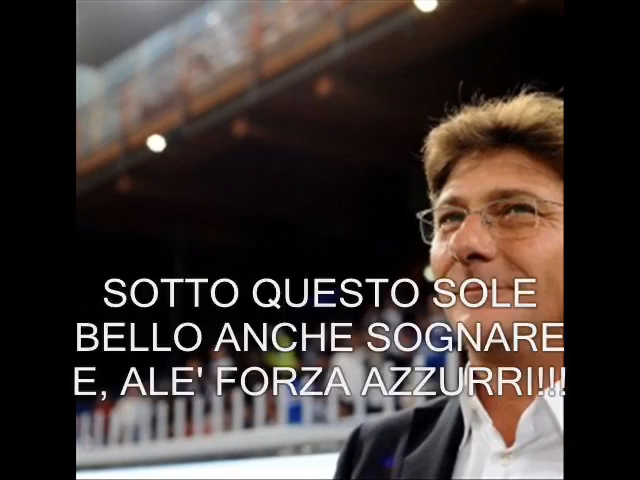 SOTTO QUESTO SOLE
BELLO ANCHE SOGNARE
E, ALE' FORZA AZZURRI!!!